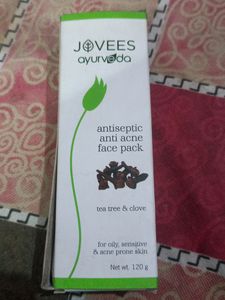 JOVEES
ayurveda
antiseptic
anti acne
face pack
tea tree & clove
for oily, sensitive
& acne prone skin
Net wt. 120 g